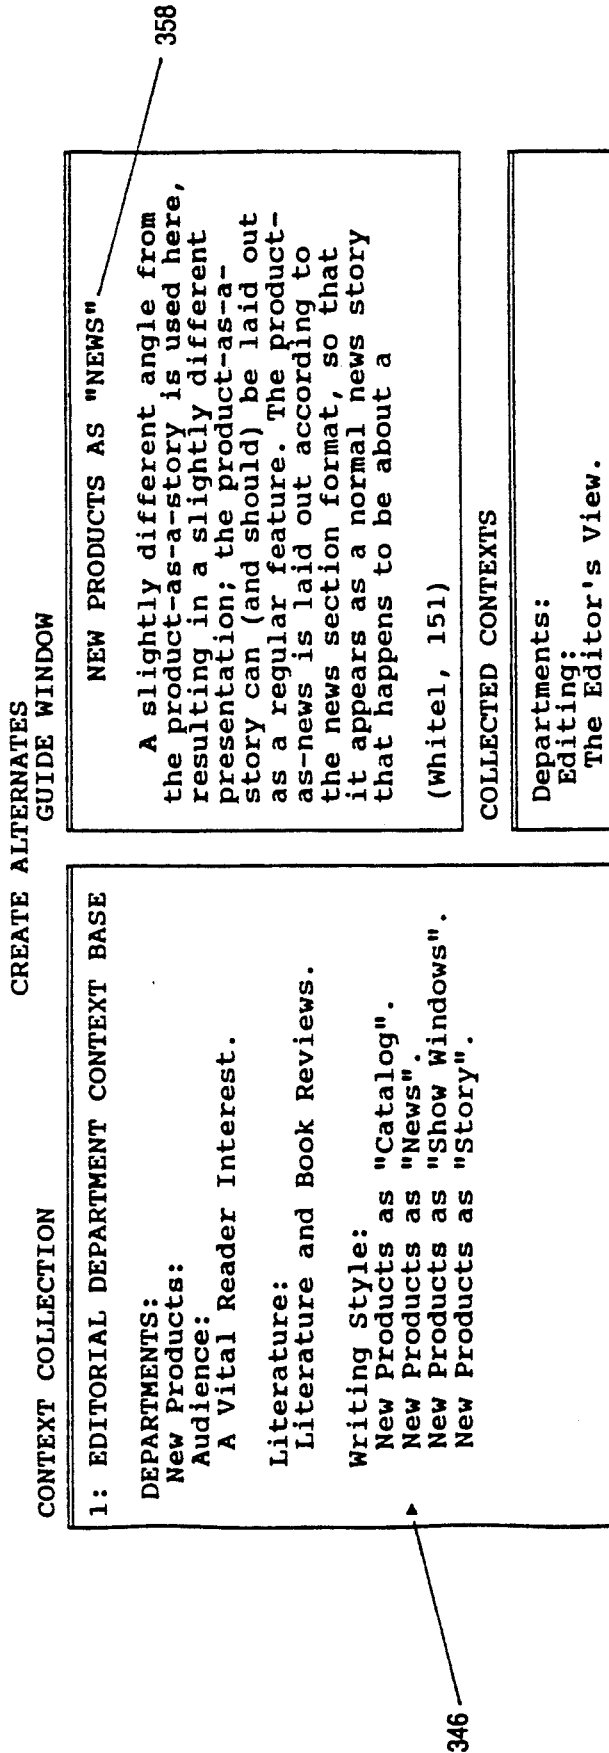 CREATE ALTERNATES
CONTEXT COLLECTION
GUIDE WINDOW
1: EDITORIAL DEPARTMENT CONTEXT BASE
DEPARTMENTS:
New Products:
Audience:
A Vital Reader Interest.
Literature:
Literature and Book Reviews.
Writing Style:
New Products as "Catalog".
New Products as "News".
New Products as "Show Windows".
New Products as "Story".
346
NEW PRODUCTS AS "NEWS"
358
A slightly different angle from
the product-as-a-story is used here,
resulting in a slightly different
presentation; the product-as-a-
story can (and should) be laid out
as a regular feature. The product-
as-news is laid out according to
the news section format, so that
it appears as a normal news story
that happens to be about a
(Whitel, 151)
COLLECTED CONTEXTS
Departments:
Editing:
The Editor's View.